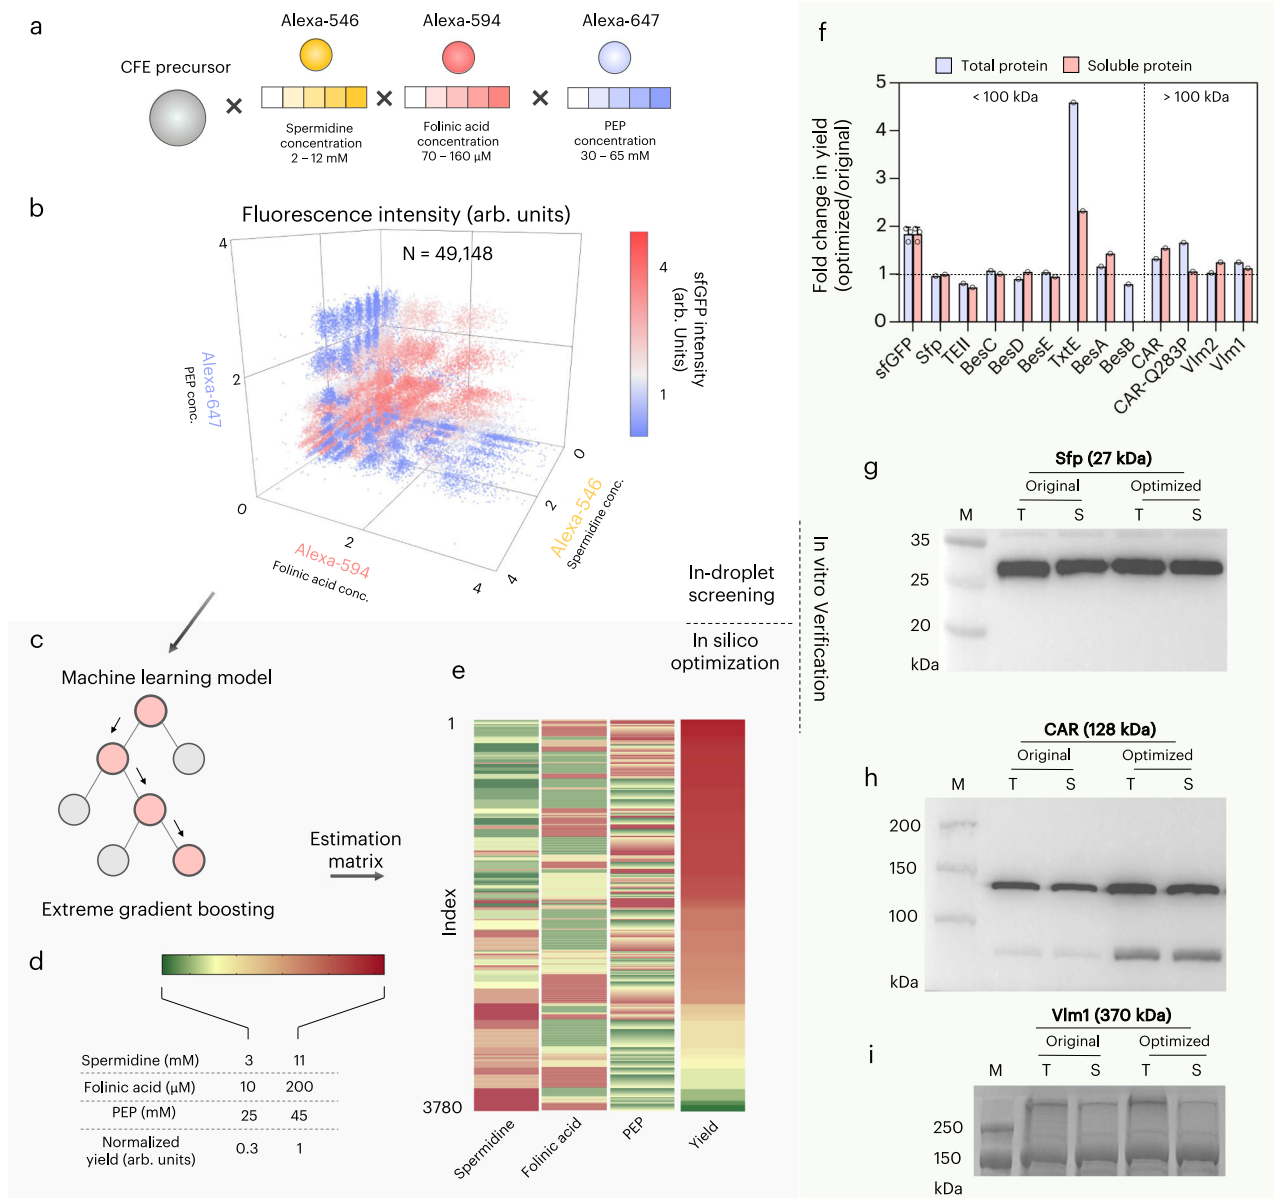 a
Alexa-546
Alexa-594
Alexa-647
CFE precursor
Spermidine
concentration
2 – 12 mM
Folinic acid
concentration
70 – 160 µM
PEP
concentration
30 – 65 mM
b
Fluorescence intensity (arb. units)
N = 49,148
4
2
0
Alexa-647
PEP conc.
2
4
Alexa-594
Folinic acid conc.
0
2
4
Alexa-546
Spermidine conc.
4
1
sfGFP intensity
(arb. Units)
In-droplet
screening
In silico
optimization
In vitro Verification
c
Machine learning model
Extreme gradient boosting
Estimation
matrix
d
Spermidine (mM) 3 11
Folinic acid (µM) 10 200
PEP (mM) 25 45
Normalized
yield (arb. units) 0.3 1
e
1
Index
3780
Spermidine
Folinic acid
PEP
Yield
f
Total protein Soluble protein
< 100 kDa > 100 kDa
5
4
3
2
1
0
Fold change in yield
(optimized/original)
sfGFP
Sfp
TEII
BesC
BesD
BesE
TxtE
BesA
BesB
CAR
CAR-Q283P
Vlm2
Vlm1
g
Sfp (27 kDa)
Original Optimized
M T S T S
35
25
20
kDa
h
CAR (128 kDa)
Original Optimized
M T S T S
200
150
100
kDa
i
Vlm1 (370 kDa)
Original Optimized
M T S T S
250
150
kDa